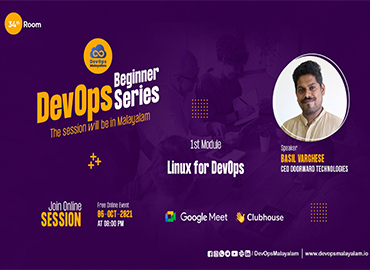 34th Room
DevOps
Malayalam
DevOps Beginner
Series
The session will be in Malayalam
1st Module
Linux for DevOps
Speaker
BASIL VARGHESE
CEO DOORWARD TECHNOLOGIES
Join Online
SESSION
Free Online Event
06-OCT-2021
AT 08:00 PM
Google Meet
Clubhouse
/ DevOpsMalayalam | www.devopsmalayalam.io